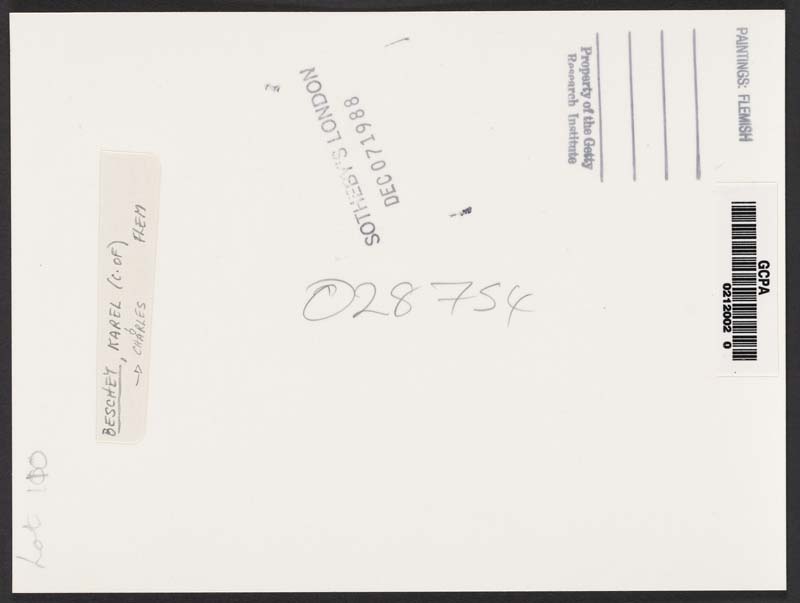 PAINTINGS: FLEMISH
Property of the Getty
Research Institute
SOTHEBY'S LONDON
DEC 07 1988
GCPA
0212002 0
028754
BESCHEY, KAREL (C. OF) FLEM
→ CHARLES
Lot 100